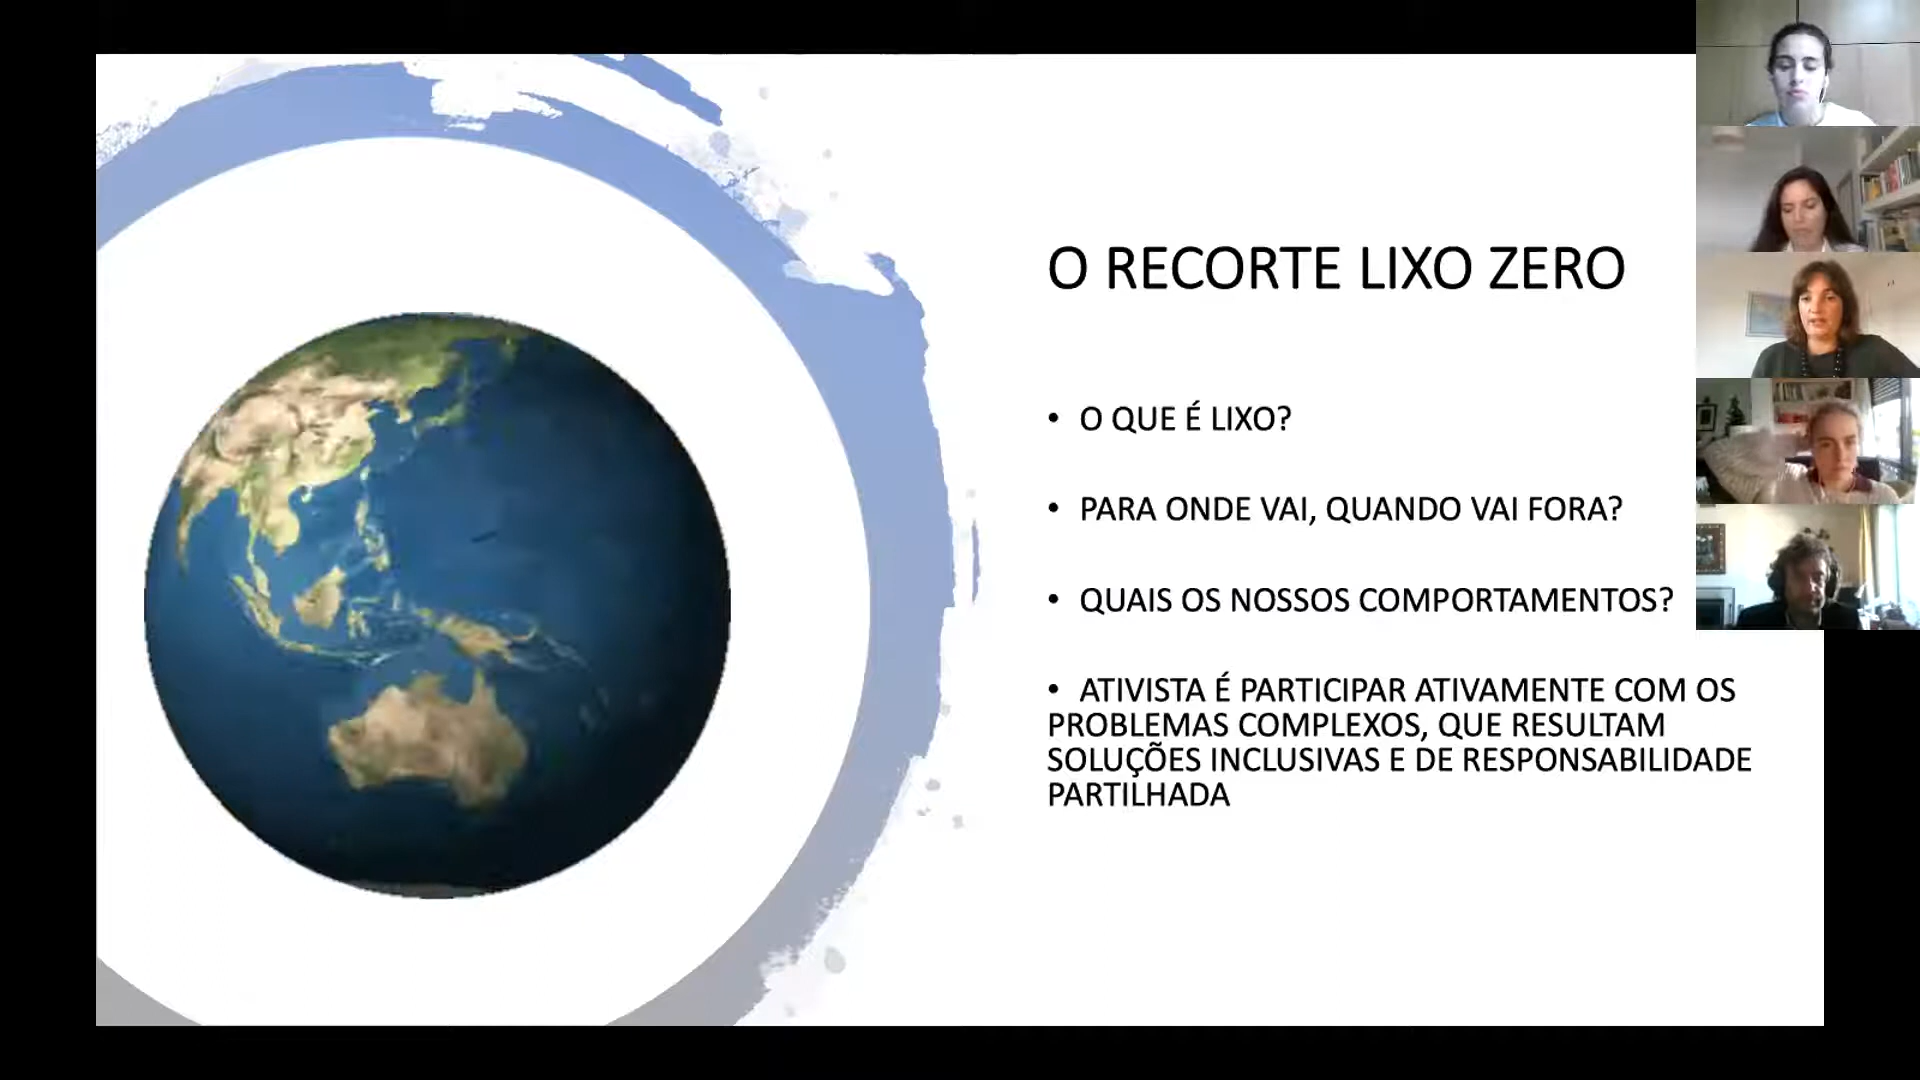 O RECORTE LIXO ZERO
• O QUE É LIXO?
• PARA ONDE VAI, QUANDO VAI FORA?
• QUAIS OS NOSSOS COMPORTAMENTOS?
• ATIVISTA É PARTICIPAR ATIVAMENTE COM OS
PROBLEMAS COMPLEXOS, QUE RESULTAM
SOLUÇÕES INCLUSIVAS E DE RESPONSABILIDADE
PARTILHADA